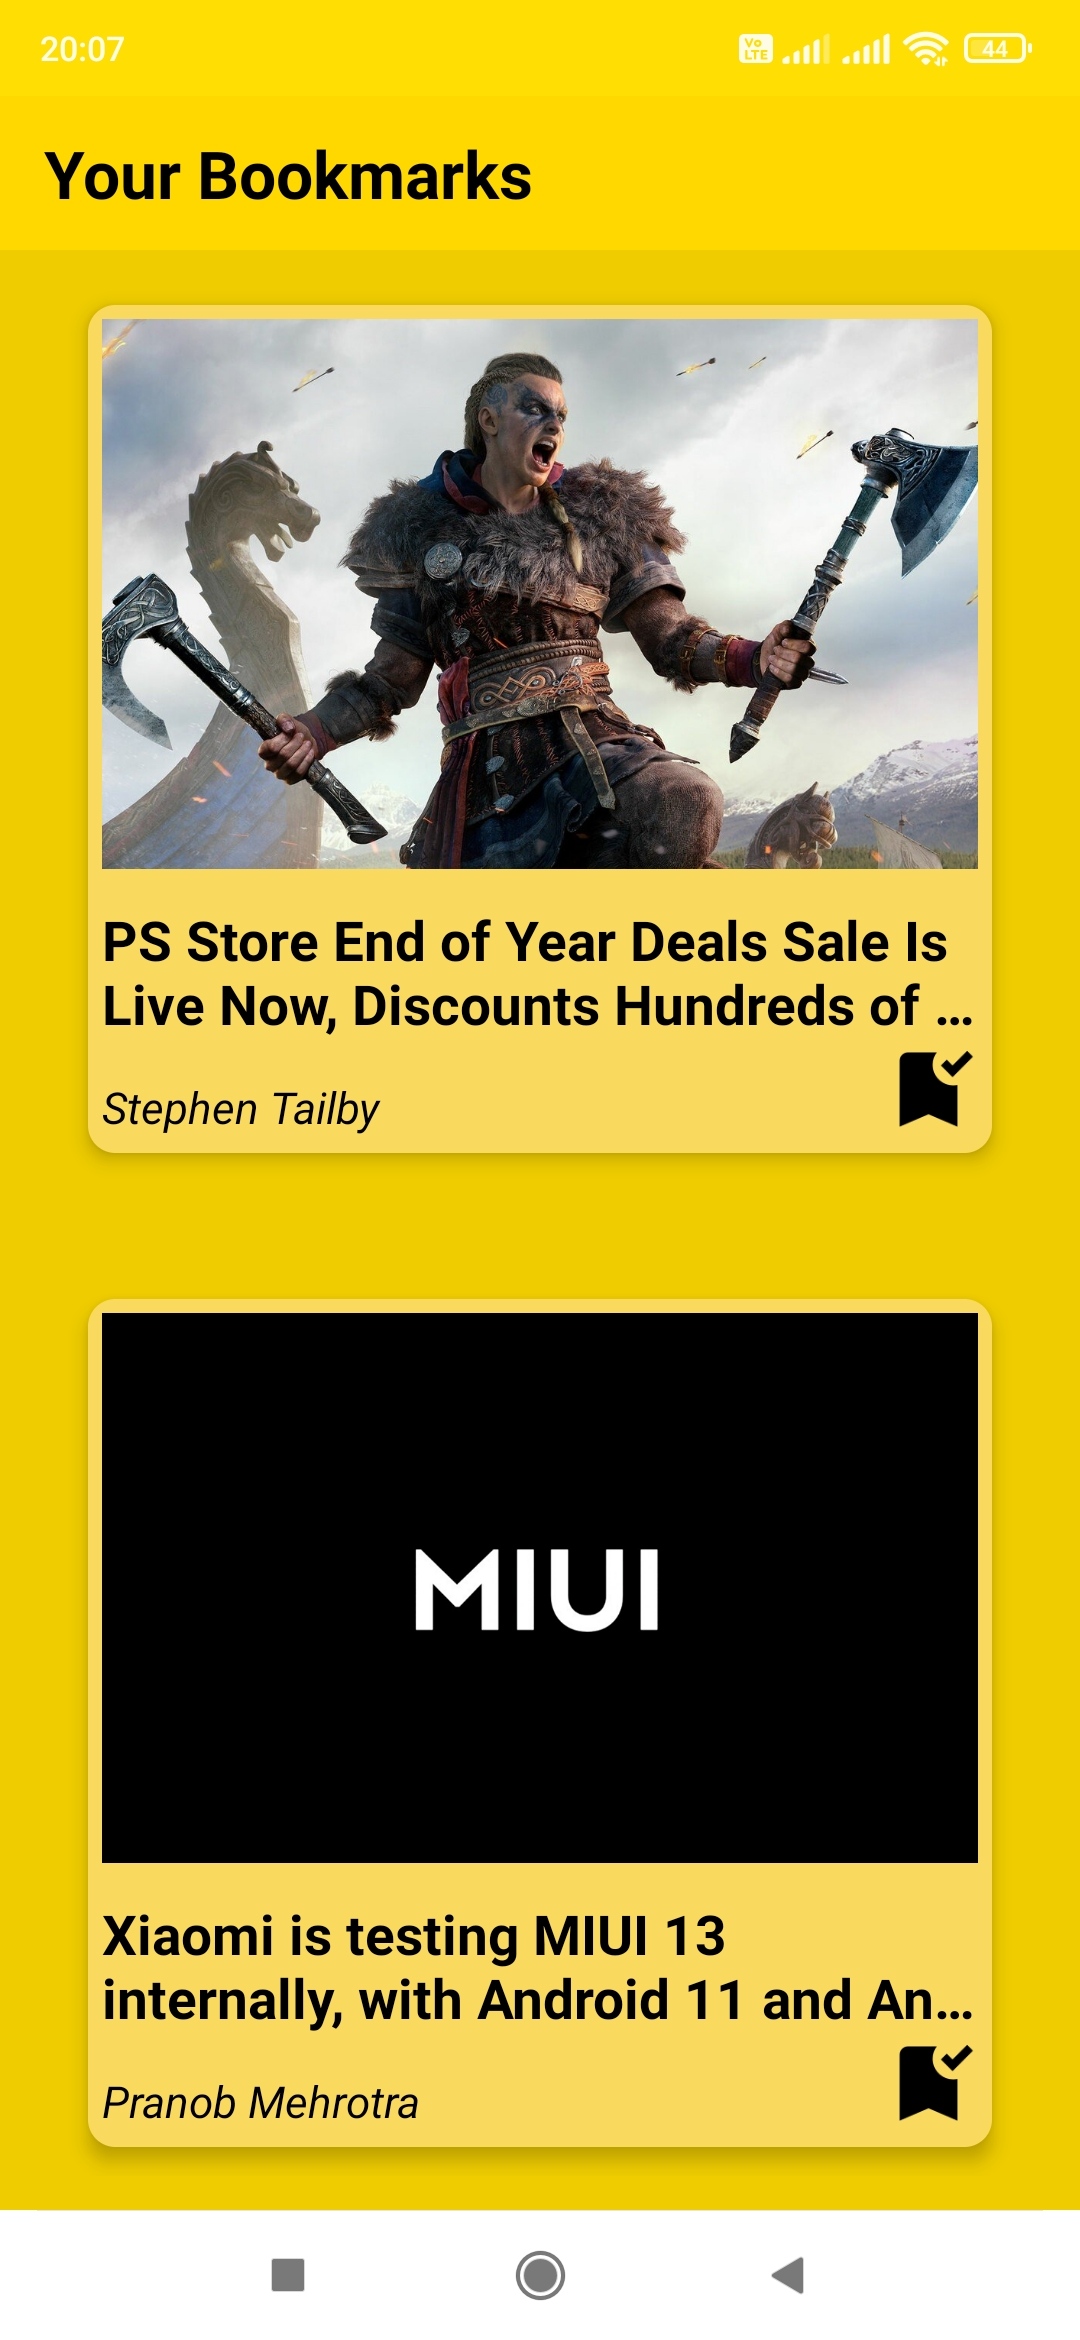 20:07
Vo
LTE
44
Your Bookmarks
PS Store End of Year Deals Sale Is
Live Now, Discounts Hundreds of …
Stephen Tailby
MIUI
Xiaomi is testing MIUI 13
internally, with Android 11 and An…
Pranob Mehrotra